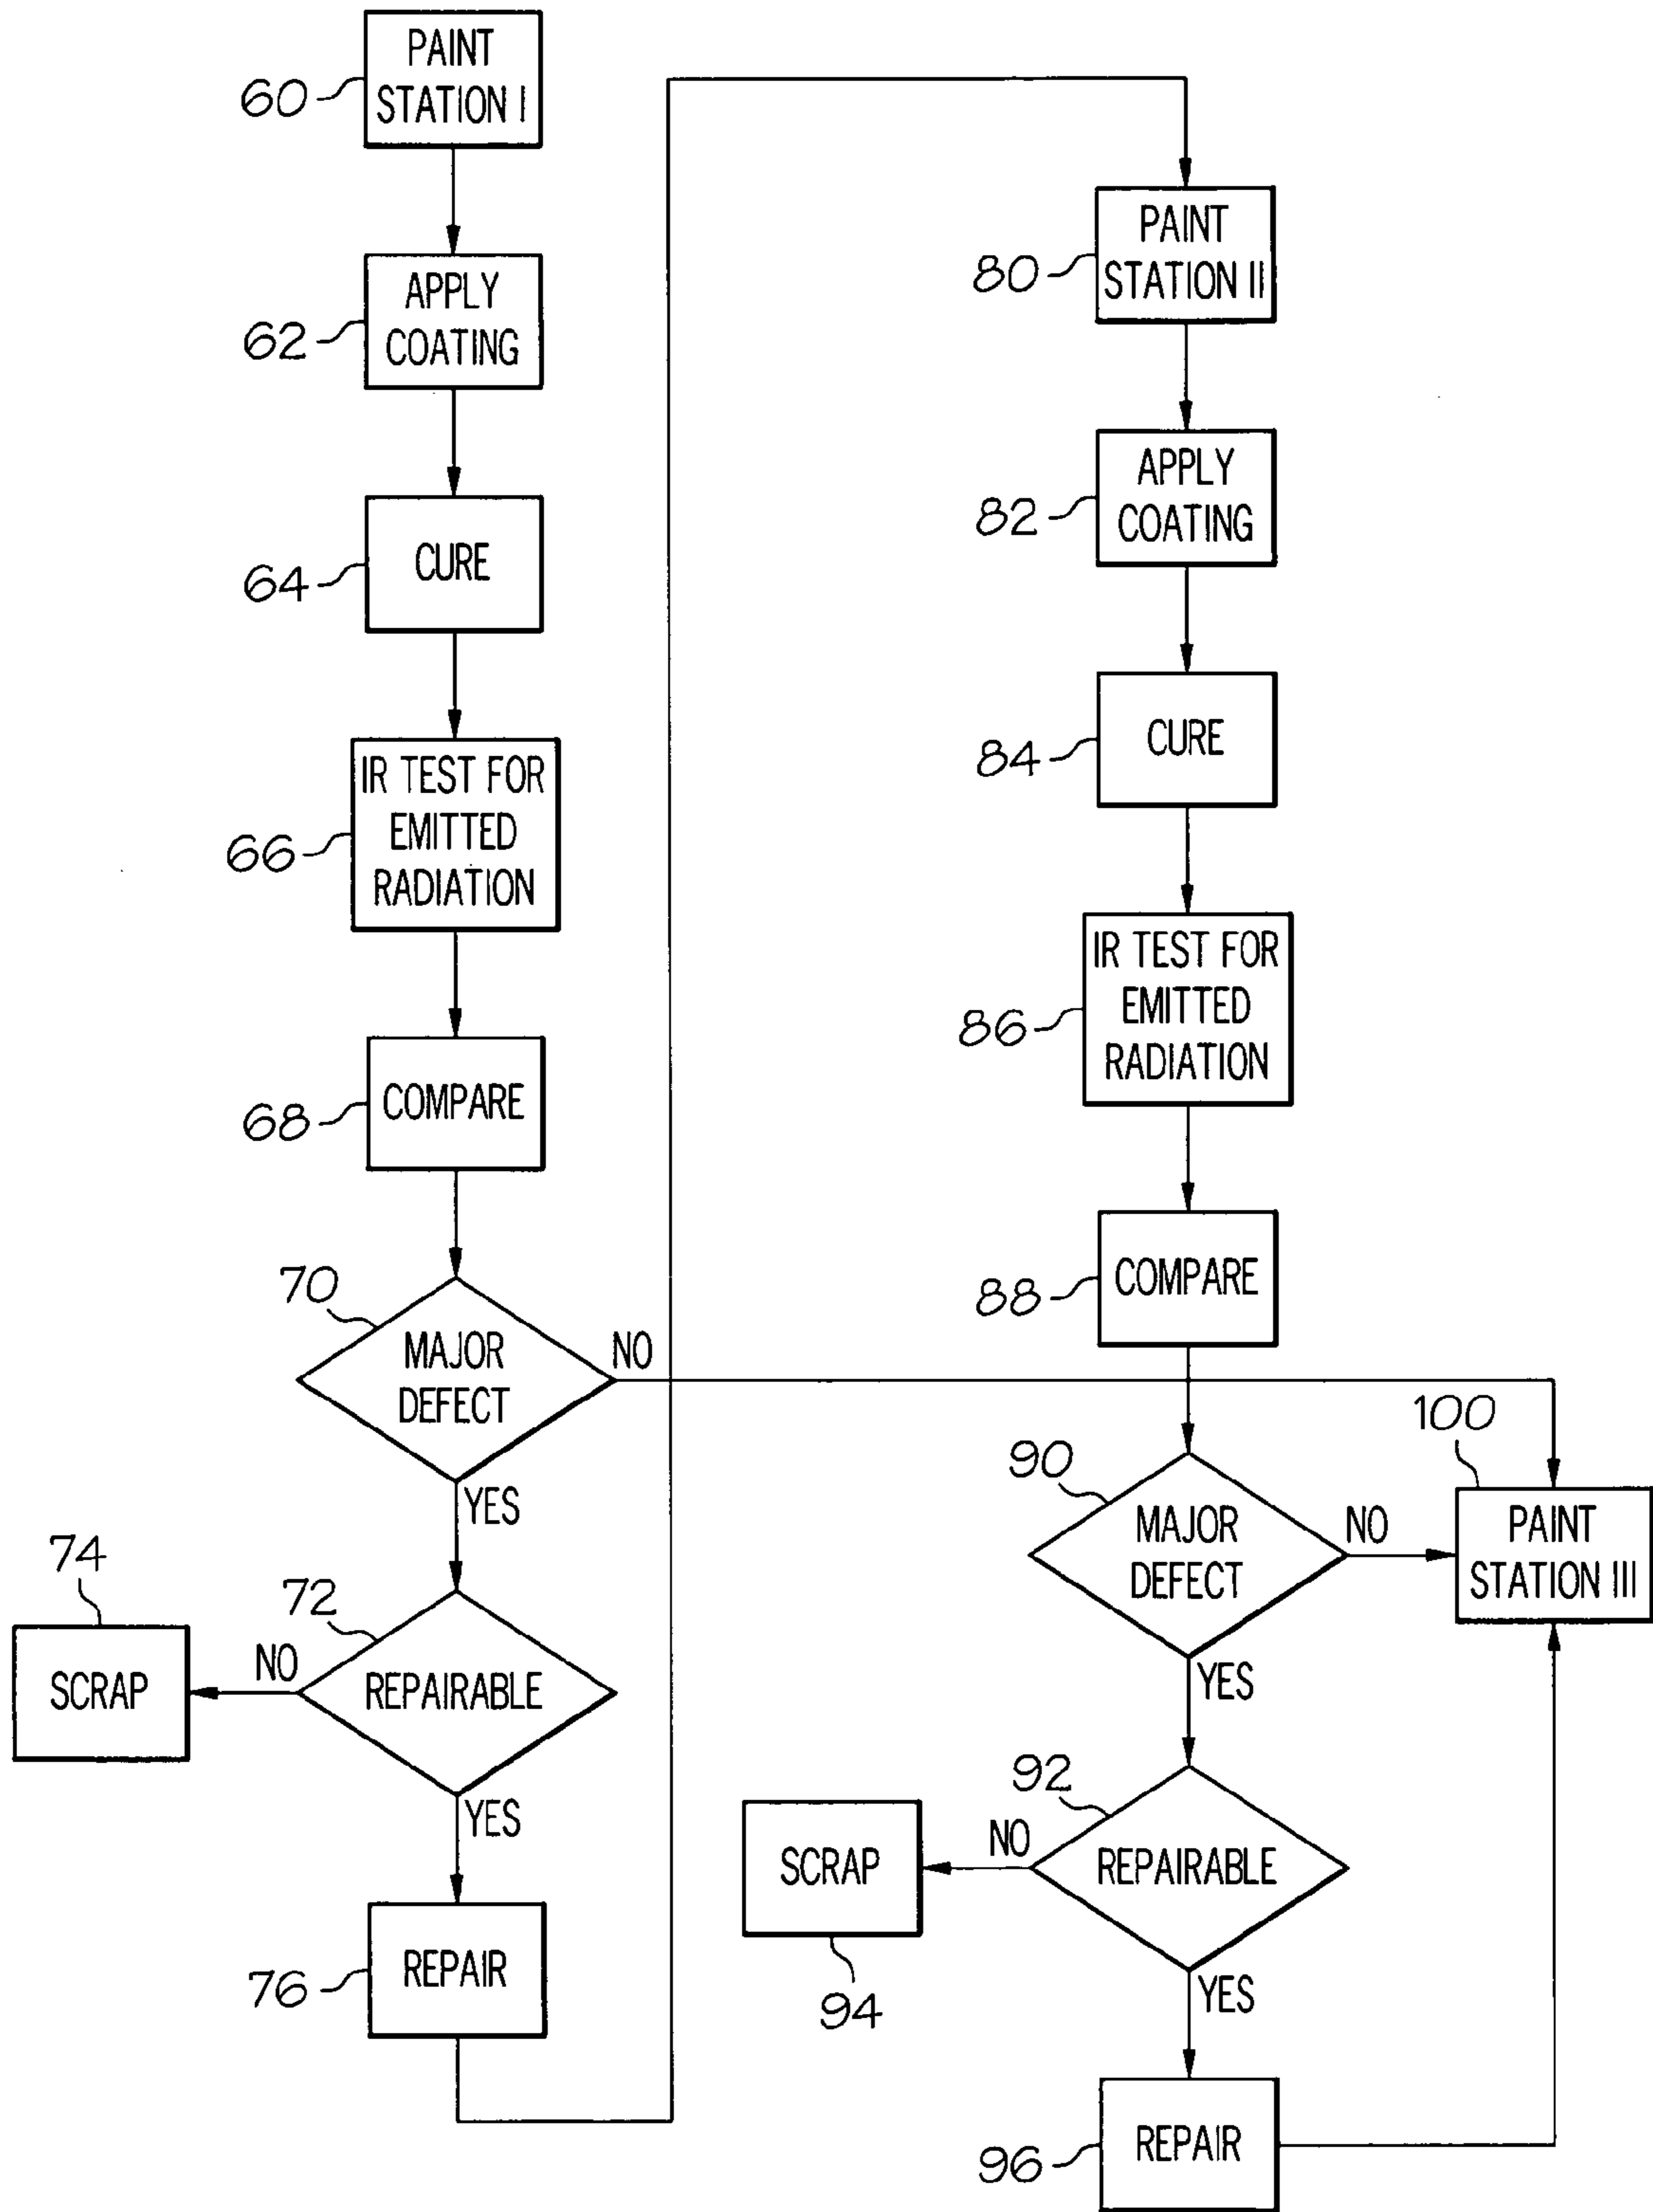 60
PAINT
STATION I
62
APPLY
COATING
64
CURE
66
IR TEST FOR
EMITTED
RADIATION
68
COMPARE
70
MAJOR
DEFECT
NO
YES
72
REPAIRABLE
NO
74
SCRAP
YES
76
REPAIR
80
PAINT
STATION II
82
APPLY
COATING
84
CURE
86
IR TEST FOR
EMITTED
RADIATION
88
COMPARE
90
MAJOR
DEFECT
NO
100
PAINT
STATION III
YES
92
REPAIRABLE
NO
SCRAP
94
YES
96
REPAIR